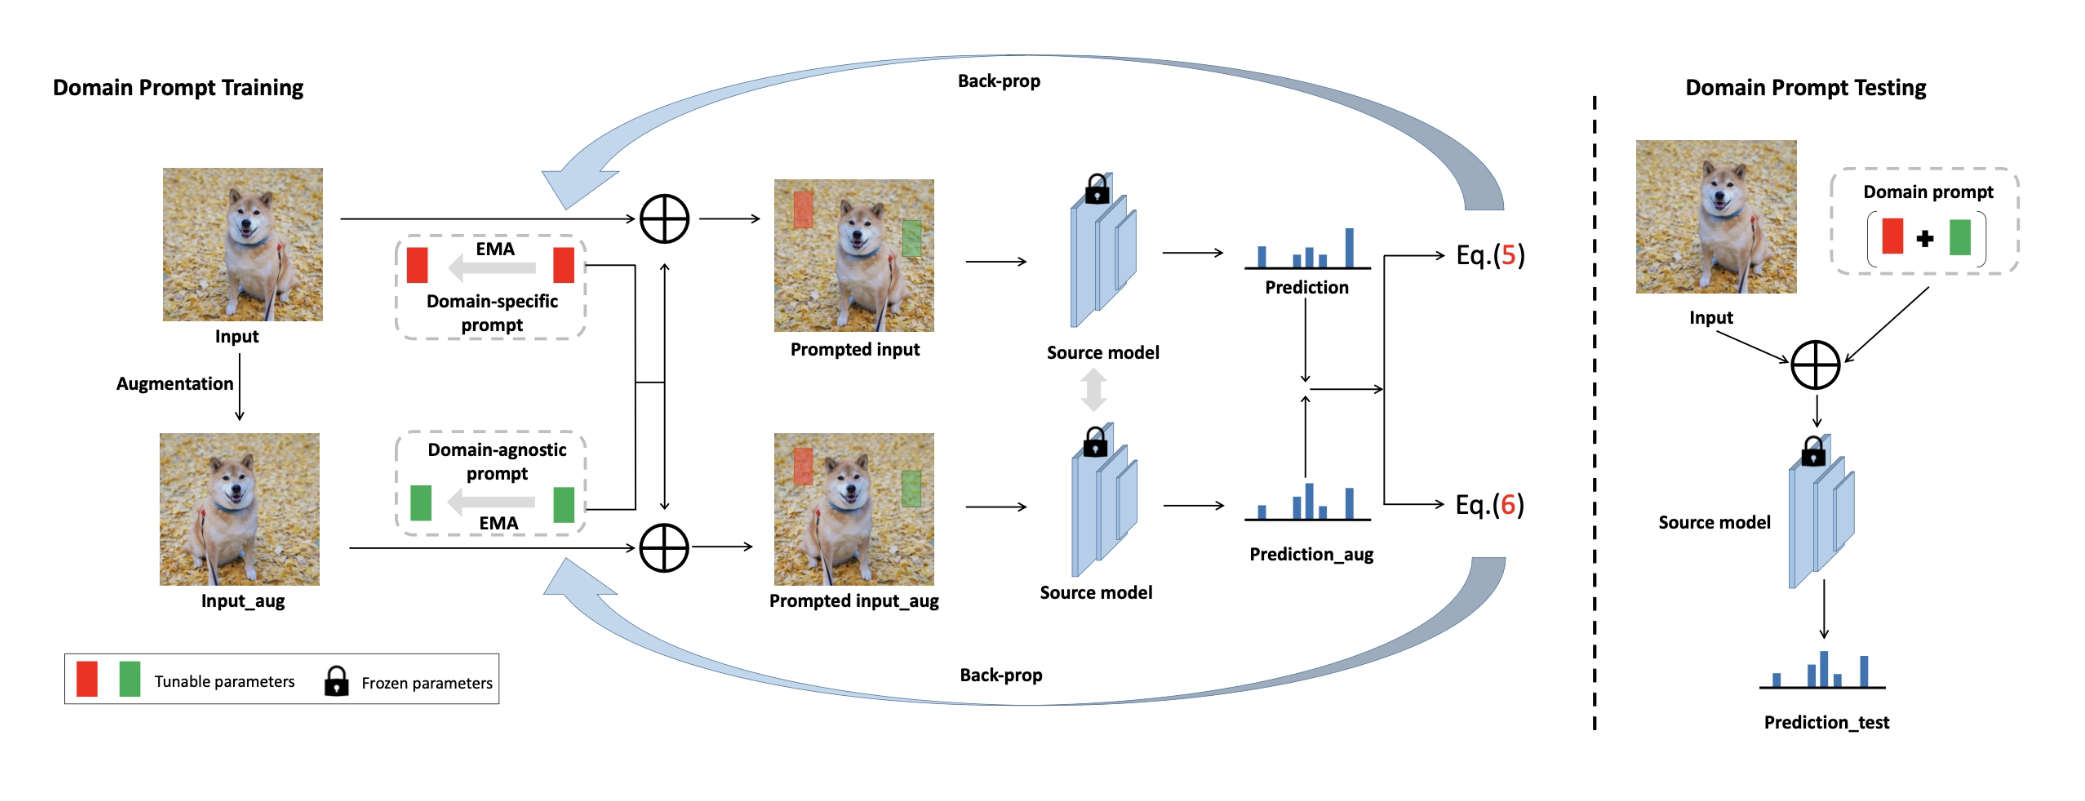 Domain Prompt Training
Back-prop
Domain Prompt Testing
Input
Augmentation
Input_aug
EMA
Domain-specific
prompt
Domain-agnostic
prompt
EMA
Prompted input
Prompted input_aug
Source model
Source model
Prediction
Prediction_aug
Eq.(5)
Eq.(6)
Back-prop
Tunable parameters
Frozen parameters
Domain prompt
Input
Source model
Prediction_test